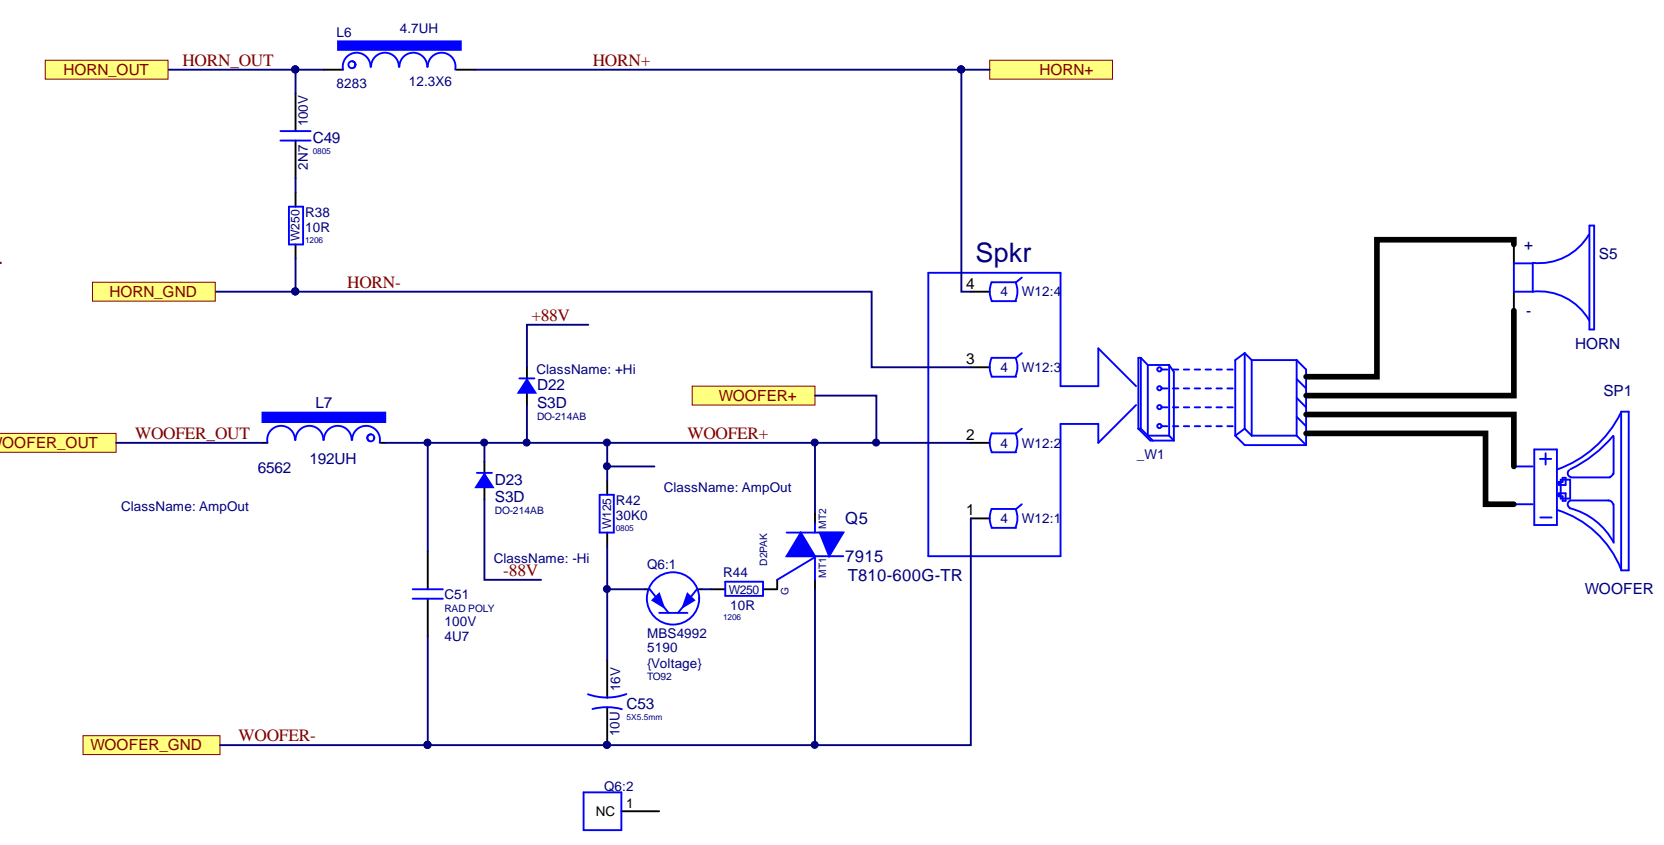 L6
4.7UH
HORN_OUT
HORN_OUT
HORN+
HORN+
8283
12.3X6
100V
C49
0805
2N7
R38
W250
10R
1206
HORN_GND
HORN-
Spkr
4
4
W12:4
3
4
W12:3
2
4
W12:2
1
4
W12:1
+
S5
-
HORN
+88V
ClassName: +Hi
D22
S3D
DO-214AB
WOOFER+
L7
WOOFER_OUT
WOOFER_OUT
WOOFER+
6562
192UH
ClassName: AmpOut
D23
S3D
DO-214AB
ClassName: -Hi
-88V
ClassName: AmpOut
R42
W125
30K0
0805
MT2
Q5
D2PAK
7915
MT1
T810-600G-TR
G
Q6:1
R44
W250
10R
1206
MBS4992
5190
{Voltage}
TO92
C51
RAD POLY
100V
4U7
16V
C53
5X5.5mm
10U
WOOFER_GND
WOOFER-
_W1
SP1
+
−
WOOFER
Q6:2
NC
1